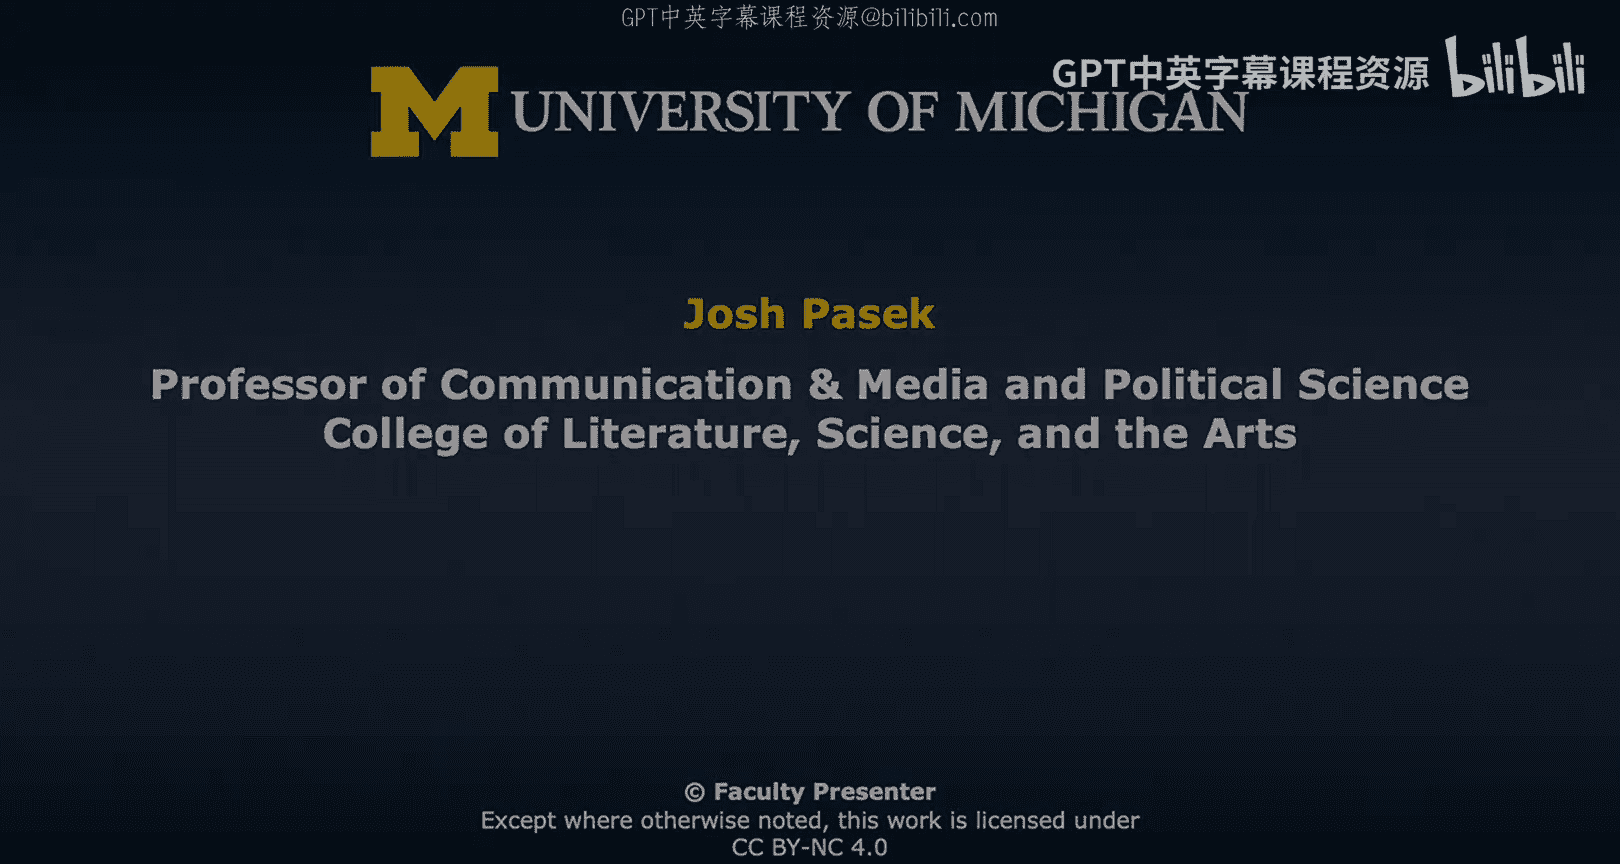 GPT中英字幕课程资源@bilibili.com
GPT中英字幕课程资源 bilibili
M UNIVERSITY OF MICHIGAN
Josh Pasek
Professor of Communication & Media and Political Science
College of Literature, Science, and the Arts
© Faculty Presenter
Except where otherwise noted, this work is licensed under
CC BY-NC 4.0